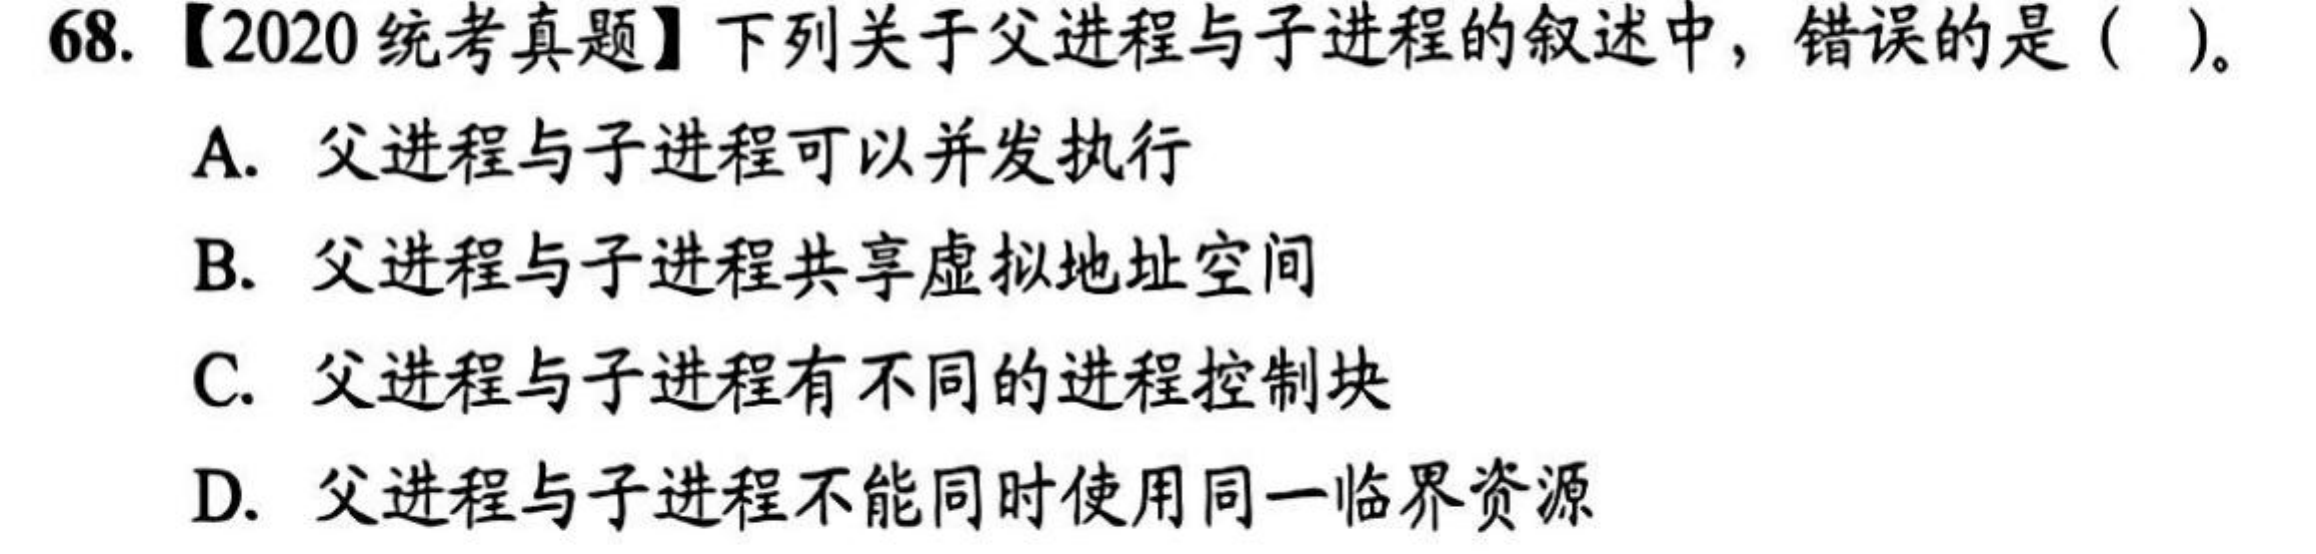 68.【2020 统考真题】下列关于父进程与子进程的叙述中，错误的是（ ）。
A. 父进程与子进程可以并发执行
B. 父进程与子进程共享虚拟地址空间
C. 父进程与子进程有不同的进程控制块
D. 父进程与子进程不能同时使用同一临界资源